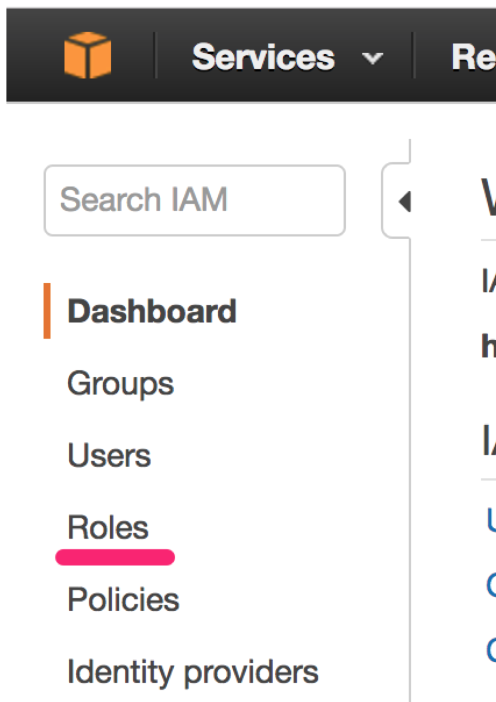 Services Re
Search IAM
Dashboard
Groups
Users
Roles
Policies
Identity providers